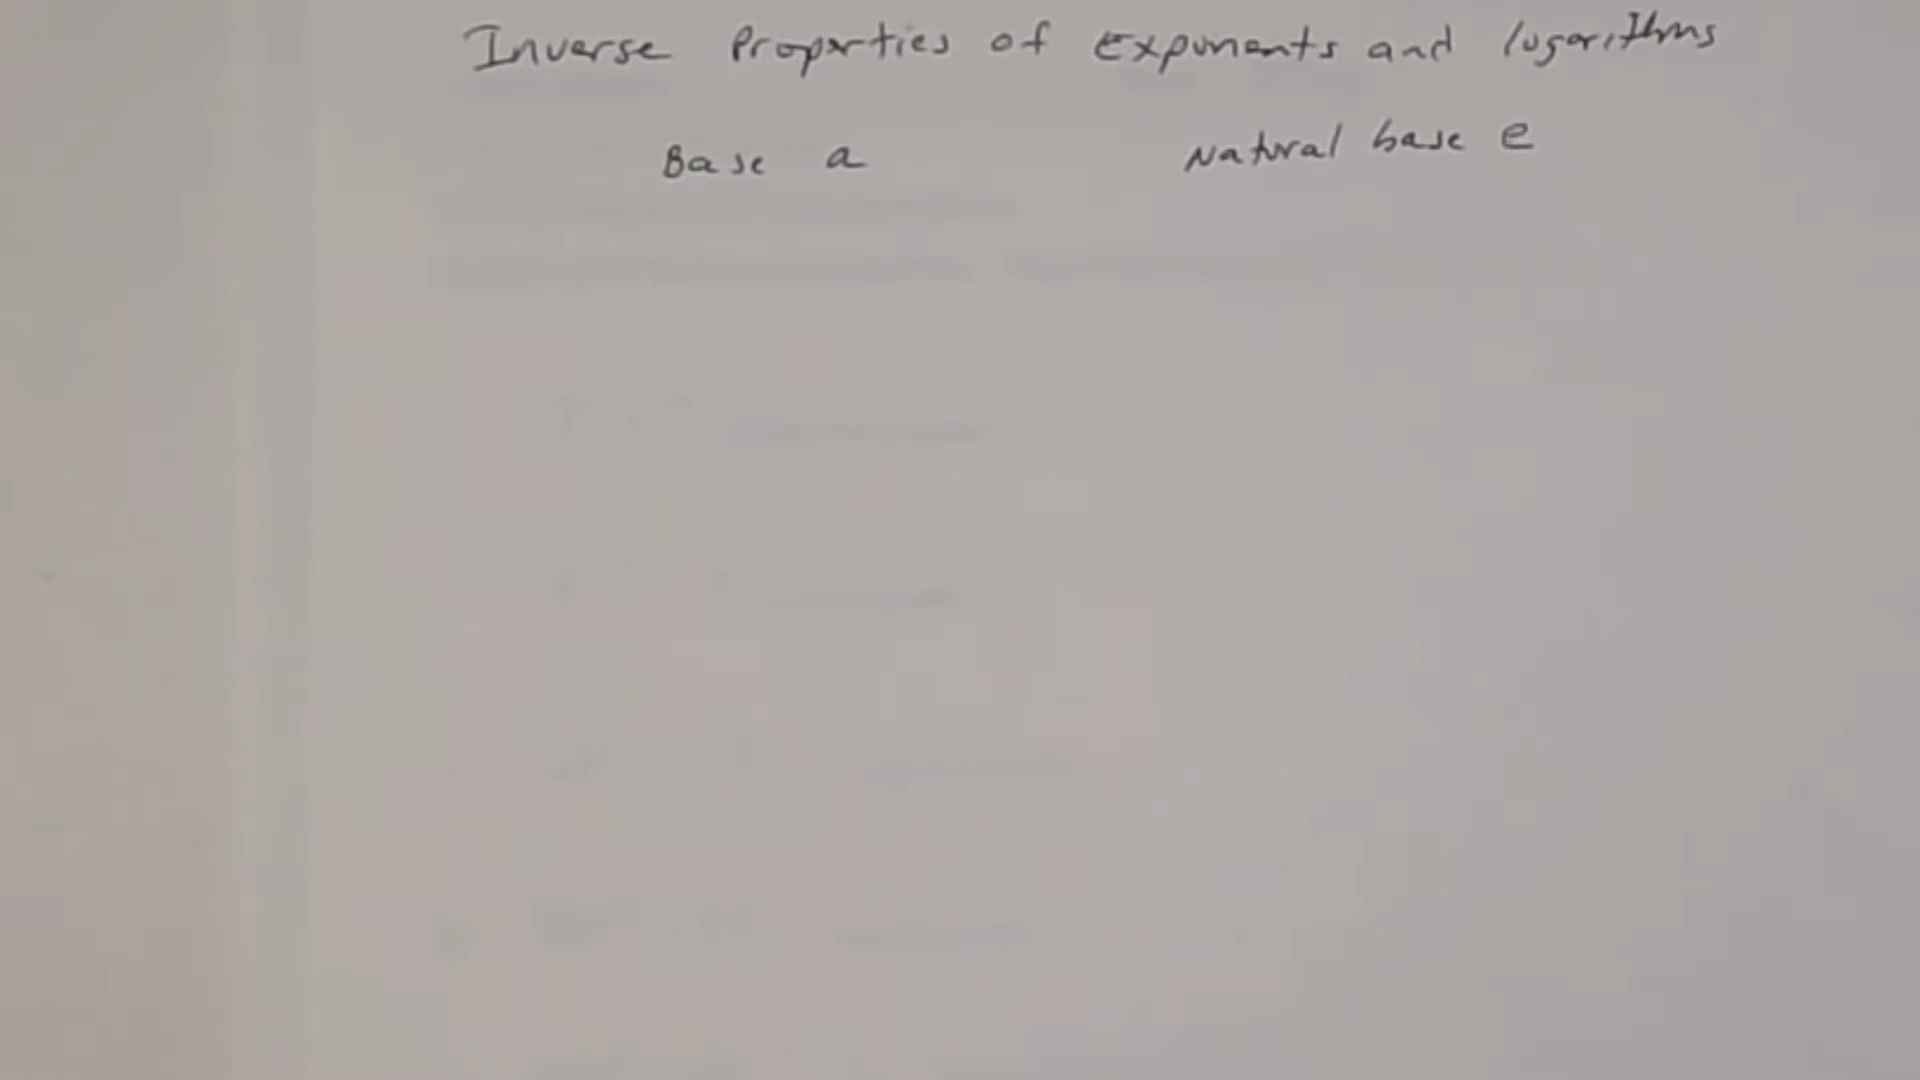 Inverse Properties of Exponents and logarithms
Base a Natural base e